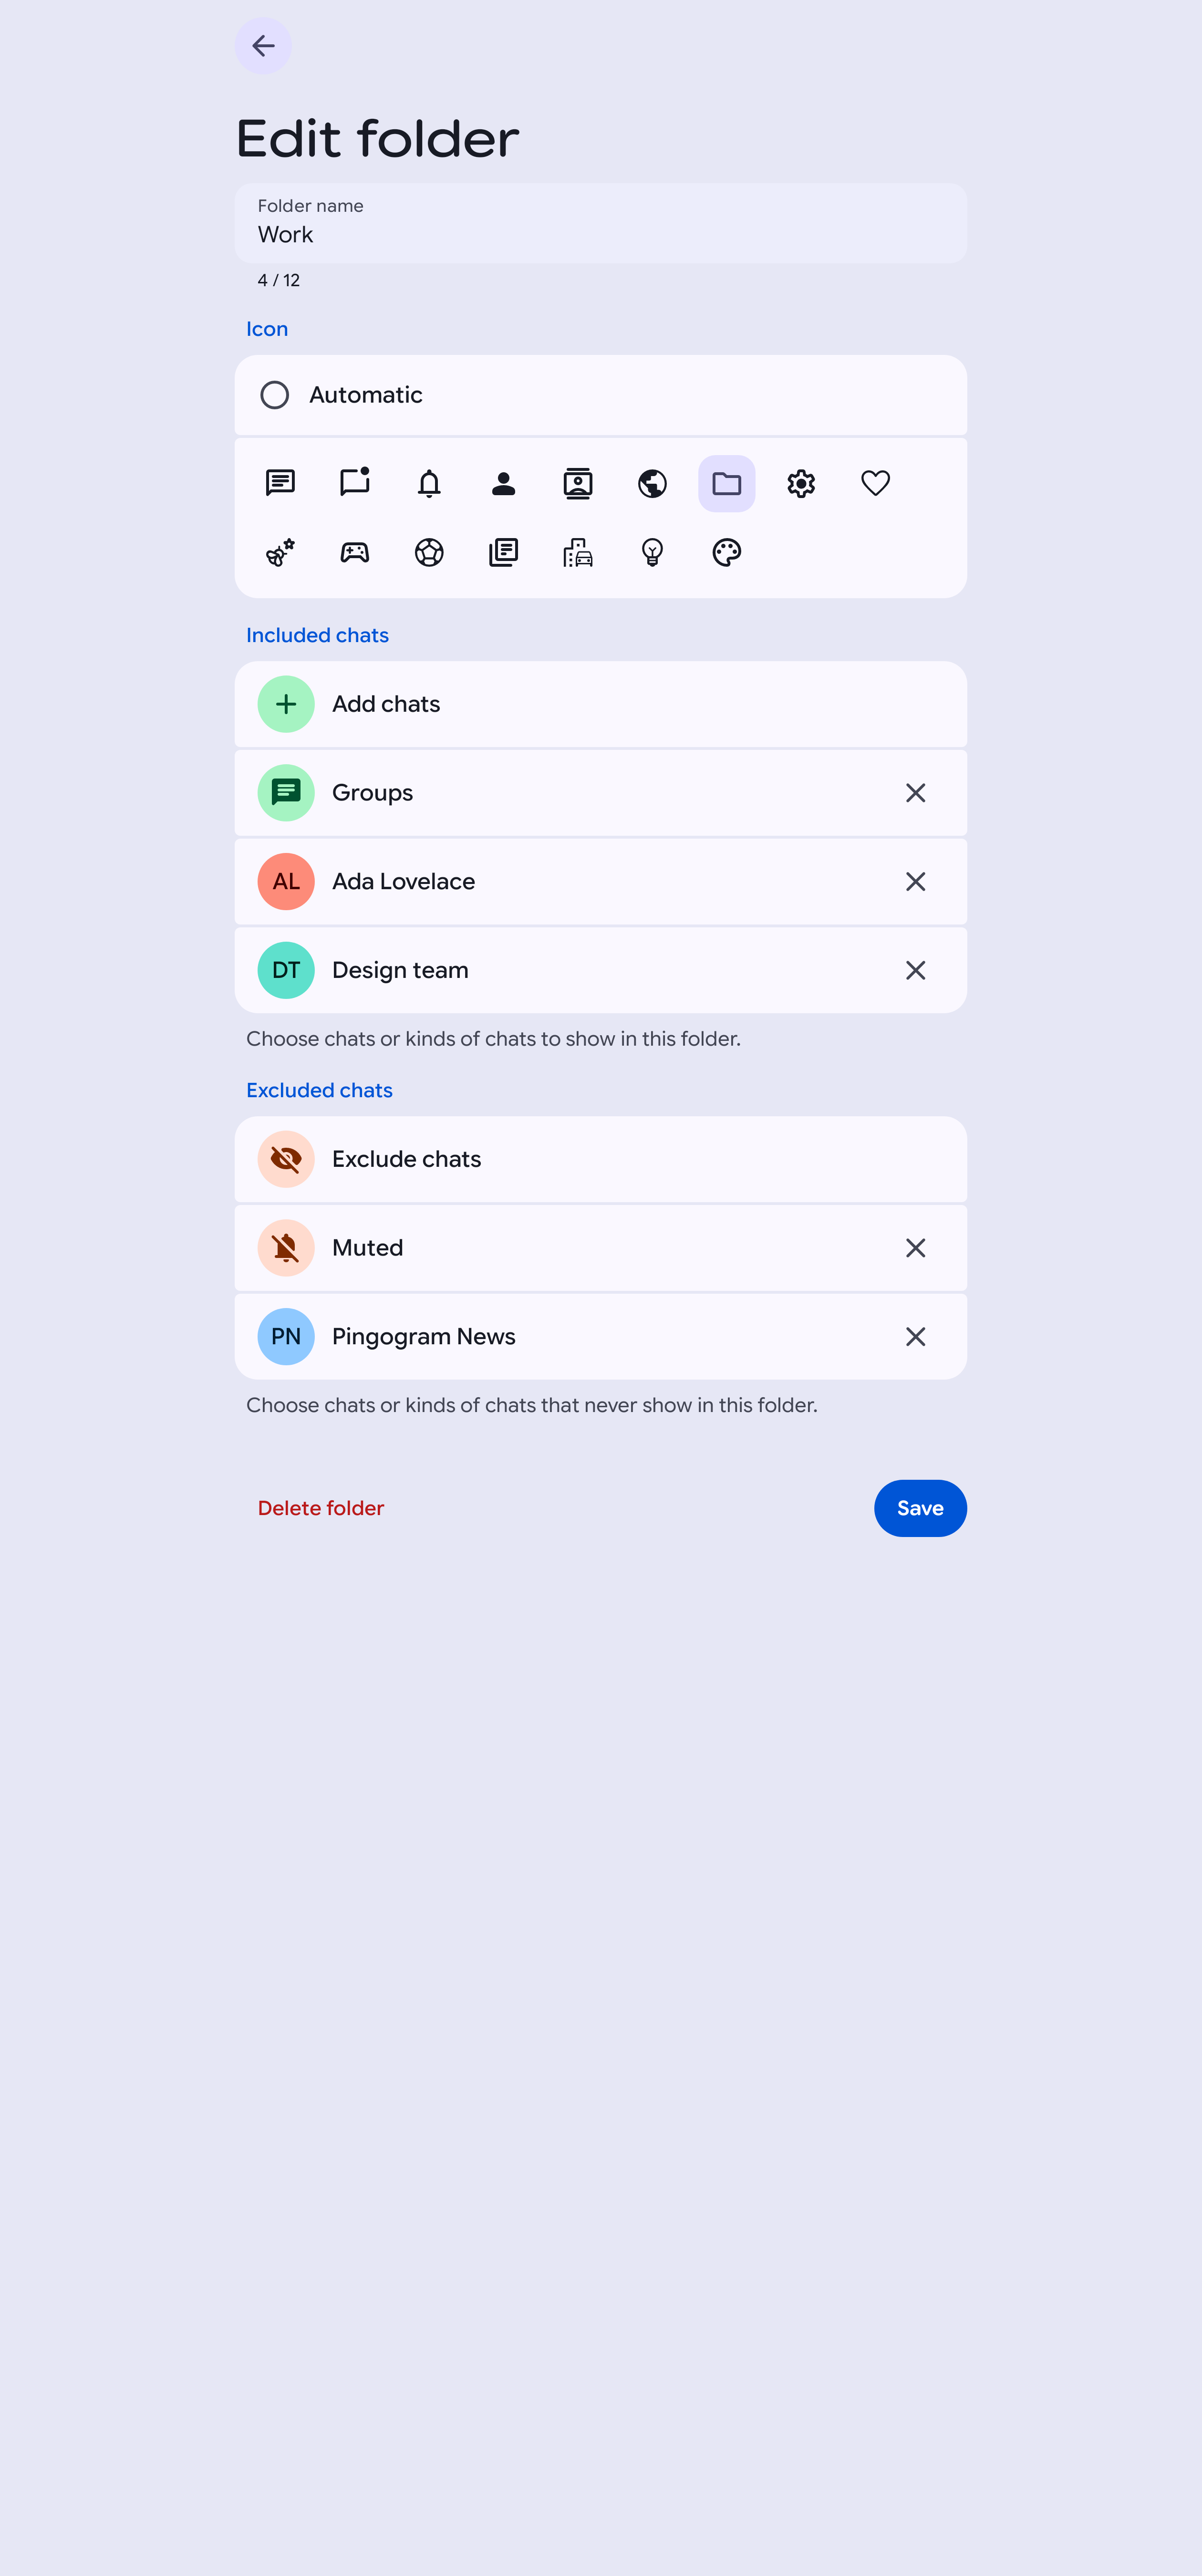 Edit folder
Folder name
Work
4 / 12
Icon
Automatic
Included chats
Add chats
Groups
AL Ada Lovelace
DT Design team
Choose chats or kinds of chats to show in this folder.
Excluded chats
Exclude chats
Muted
PN Pingogram News
Choose chats or kinds of chats that never show in this folder.
Delete folder Save